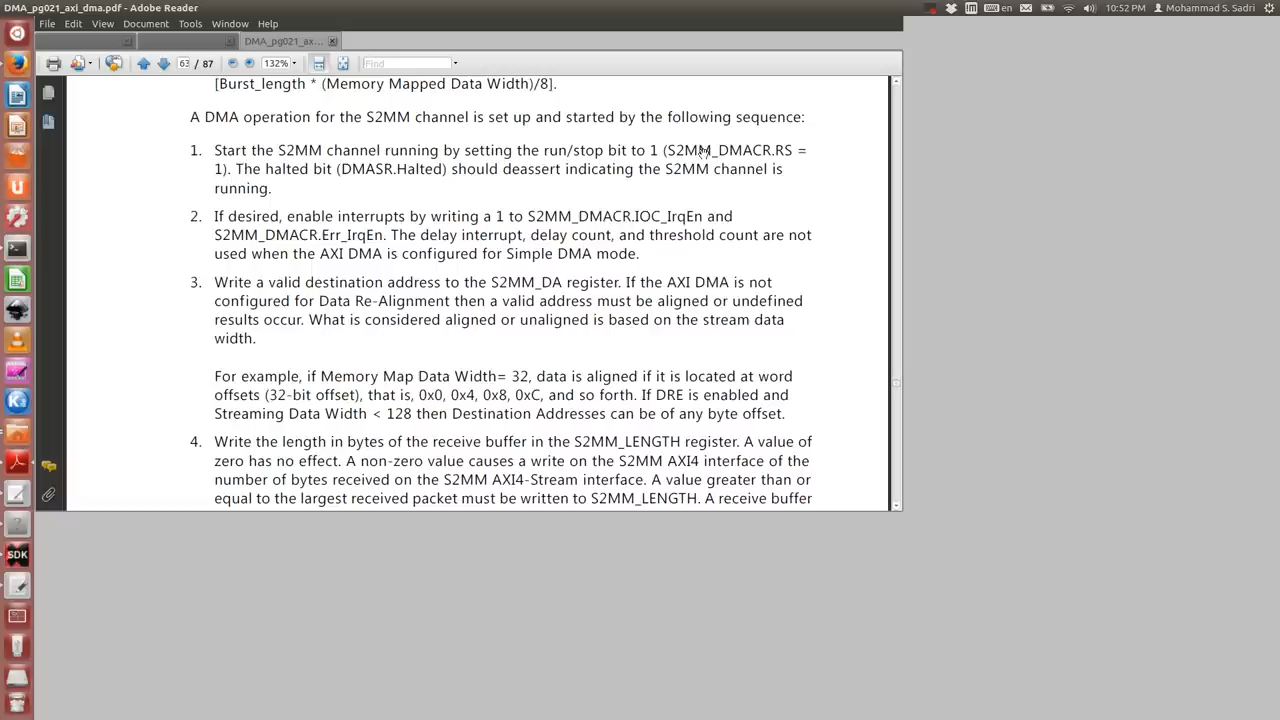 DMA_pg021_axi_dma.pdf - Adobe Reader
en
10:52 PM
Mohammad S. Sadri
File Edit View Document Tools Window Help
DMA_pg021_ax...
63 / 87
132%
Find
[Burst_length * (Memory Mapped Data Width)/8].
A DMA operation for the S2MM channel is set up and started by the following sequence:
1. Start the S2MM channel running by setting the run/stop bit to 1 (S2MM_DMACR.RS =
1). The halted bit (DMASR.Halted) should deassert indicating the S2MM channel is
running.
2. If desired, enable interrupts by writing a 1 to S2MM_DMACR.IOC_IrqEn and
S2MM_DMACR.Err_IrqEn. The delay interrupt, delay count, and threshold count are not
used when the AXI DMA is configured for Simple DMA mode.
3. Write a valid destination address to the S2MM_DA register. If the AXI DMA is not
configured for Data Re-Alignment then a valid address must be aligned or undefined
results occur. What is considered aligned or unaligned is based on the stream data
width.
For example, if Memory Map Data Width= 32, data is aligned if it is located at word
offsets (32-bit offset), that is, 0x0, 0x4, 0x8, 0xC, and so forth. If DRE is enabled and
Streaming Data Width < 128 then Destination Addresses can be of any byte offset.
4. Write the length in bytes of the receive buffer in the S2MM_LENGTH register. A value of
zero has no effect. A non-zero value causes a write on the S2MM AXI4 interface of the
number of bytes received on the S2MM AXI4-Stream interface. A value greater than or
equal to the largest received packet must be written to S2MM_LENGTH. A receive buffer
SDK